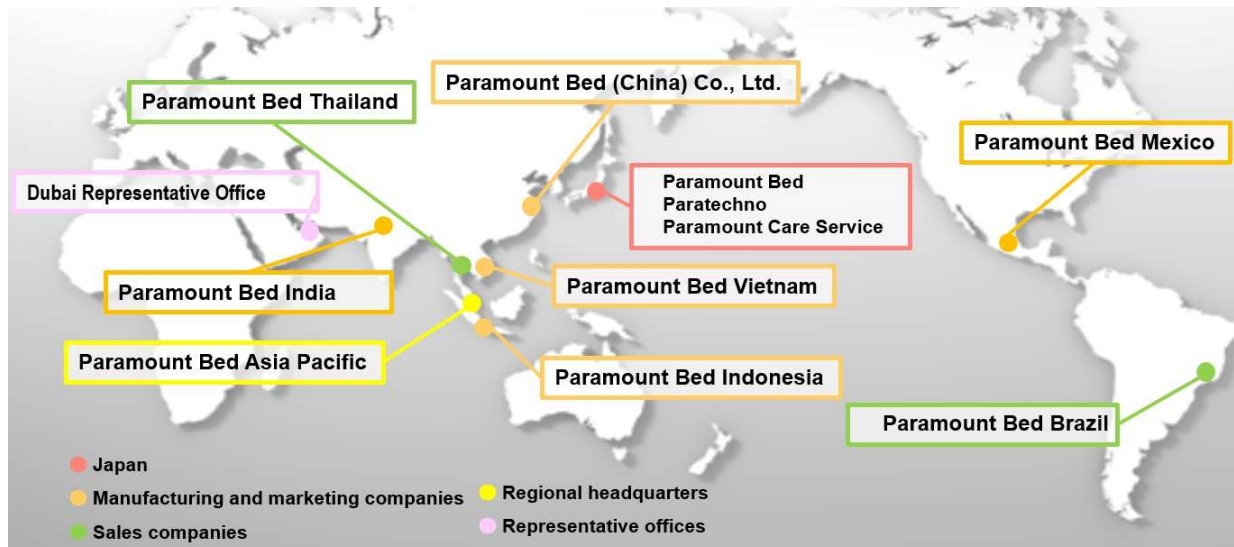 Paramount Bed (China) Co., Ltd.
Paramount Bed Thailand
Paramount Bed Mexico
Dubai Representative Office
Paramount Bed
Paratechno
Paramount Care Service
Paramount Bed India
Paramount Bed Vietnam
Paramount Bed Asia Pacific
Paramount Bed Indonesia
Paramount Bed Brazil
Japan
Manufacturing and marketing companies
Sales companies
Regional headquarters
Representative offices